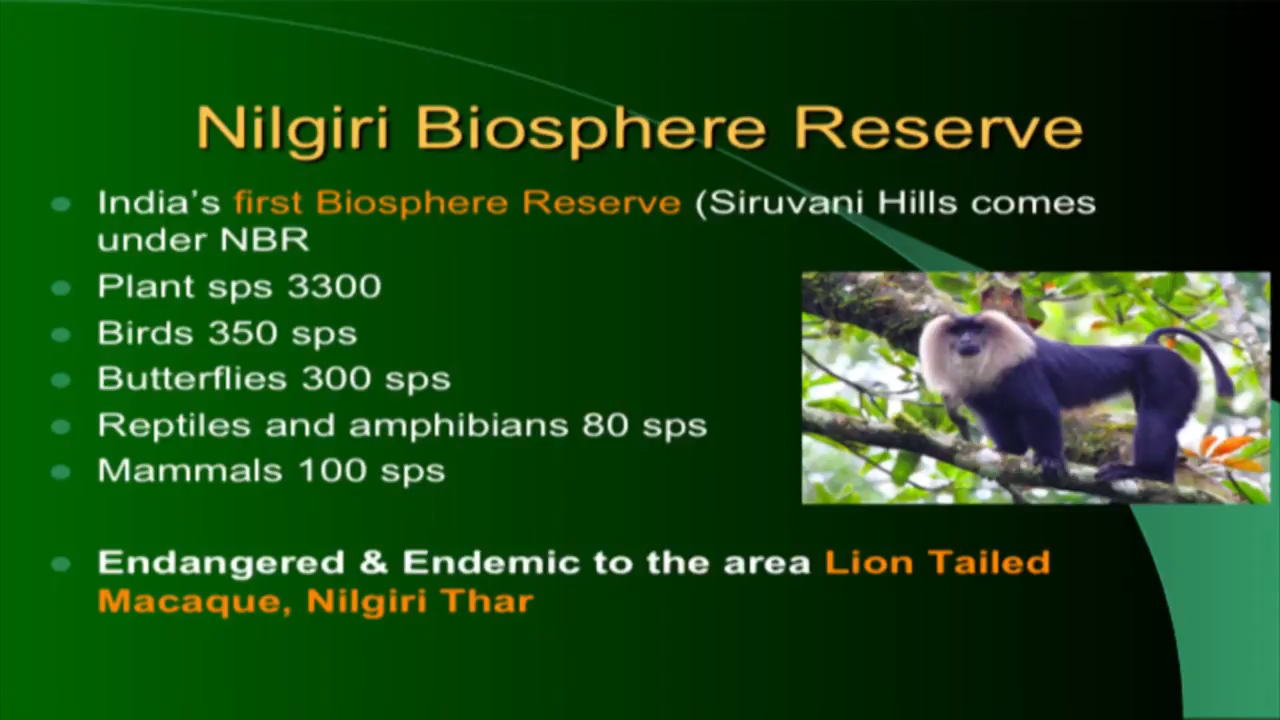 Nilgiri Biosphere Reserve
India's first Biosphere Reserve (Siruvani Hills comes
under NBR
Plant sps 3300
Birds 350 sps
Butterflies 300 sps
Reptiles and amphibians 80 sps
Mammals 100 sps
Endangered & Endemic to the area Lion Tailed
Macaque, Nilgiri Thar